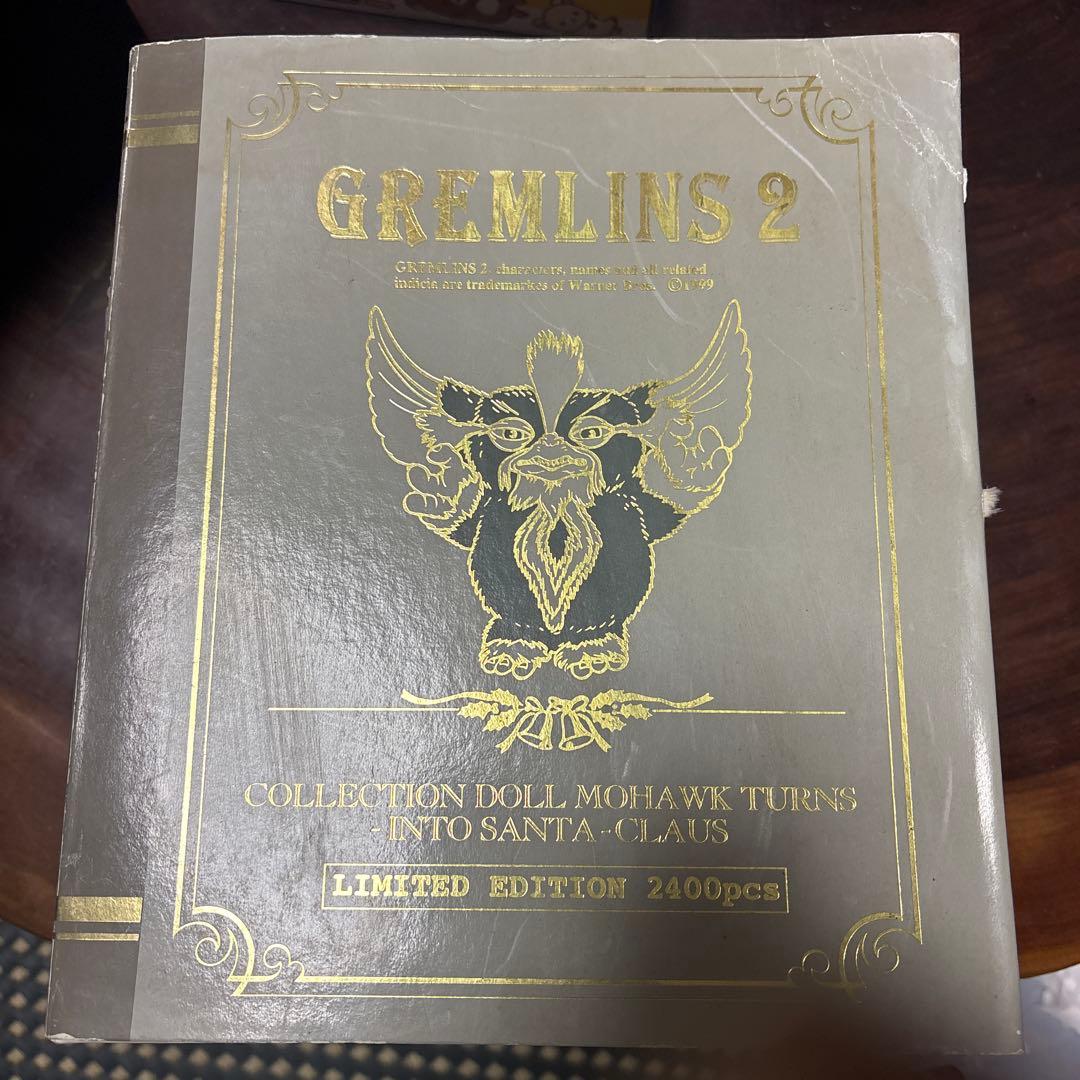 GREMLINS 2
GREMLINS 2 characters, names and all related
indicia are trademarkes of Warner Bros. ©1999
COLLECTION DOLL MOHAWK TURNS
-INTO SANTA-CLAUS
LIMITED EDITION 2400pcs